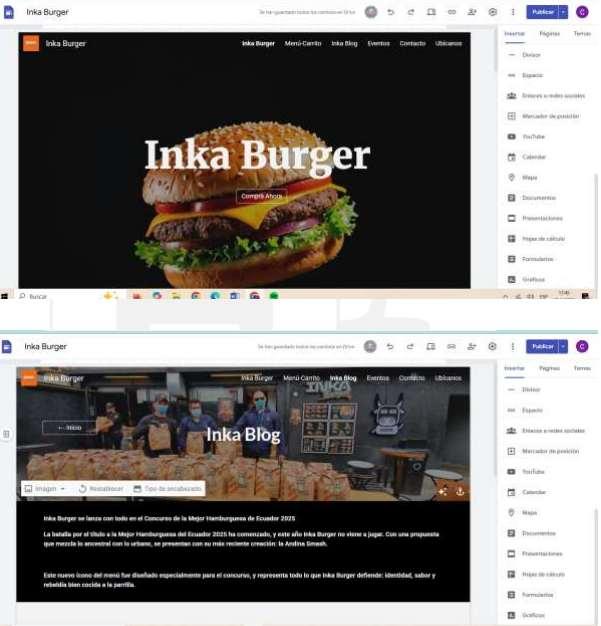 Inka Burger
Se han guardado todos los cambios en Drive
Publicar
C
Inka Burger
Inka Burger
Menú-Carrito
Inka Blog
Eventos
Contacto
Ubícanos
Inka Burger
Compra Ahora
Insertar
Páginas
Temas
Divisor
Espacio
Enlaces a redes sociales
Marcador de posición
YouTube
Calendar
Mapa
Documentos
Presentaciones
Hojas de cálculo
Formularios
Gráficos
Buscar
ESP
Inka Burger
Se han guardado todos los cambios en Drive
Publicar
C
Inka Burger
Inka Burger
Menú-Carrito
Inka Blog
Eventos
Contacto
Ubícanos
INKA
← Inicio
Inka Blog
Imagen
Restablecer
Tipo de encabezado
Inka Burger se lanza con todo en el Concurso de la Mejor Hamburguesa de Ecuador 2025
La batalla por el título a la Mejor Hamburguesa del Ecuador 2025 ha comenzado, y este año Inka Burger no viene a jugar. Con una propuesta
que mezcla lo ancestral con lo urbano, se presentan con su más reciente creación: la Andina Smash.
Este nuevo ícono del menú fue diseñado especialmente para el concurso, y representa todo lo que Inka Burger defiende: identidad, sabor y
rebeldía bien cocida a la parrilla.
Insertar
Páginas
Temas
Divisor
Espacio
Enlaces a redes sociales
Marcador de posición
YouTube
Calendar
Mapa
Documentos
Presentaciones
Hojas de cálculo
Formularios
Gráficos